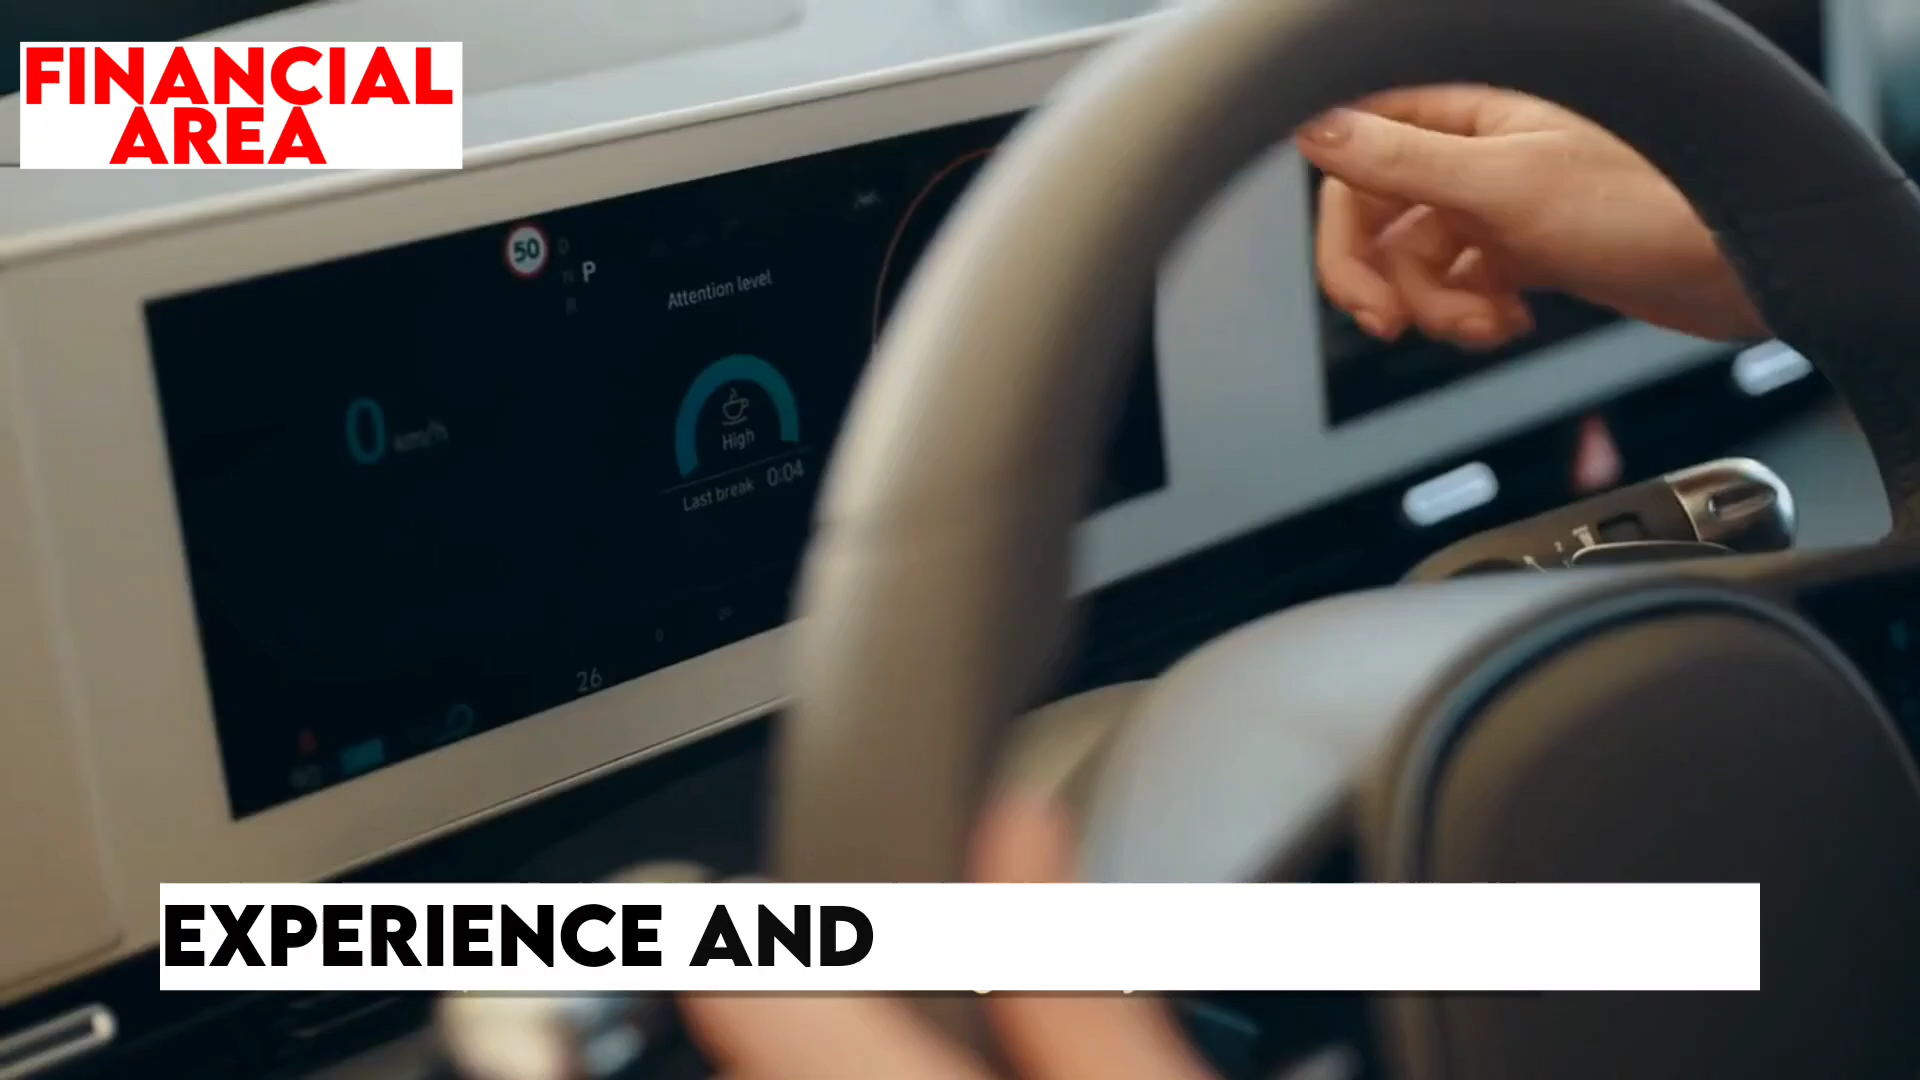 FINANCIAL
AREA
50
D
N P
R
Attention level
0 km/h
High
Last break 0:04
26
EXPERIENCE AND